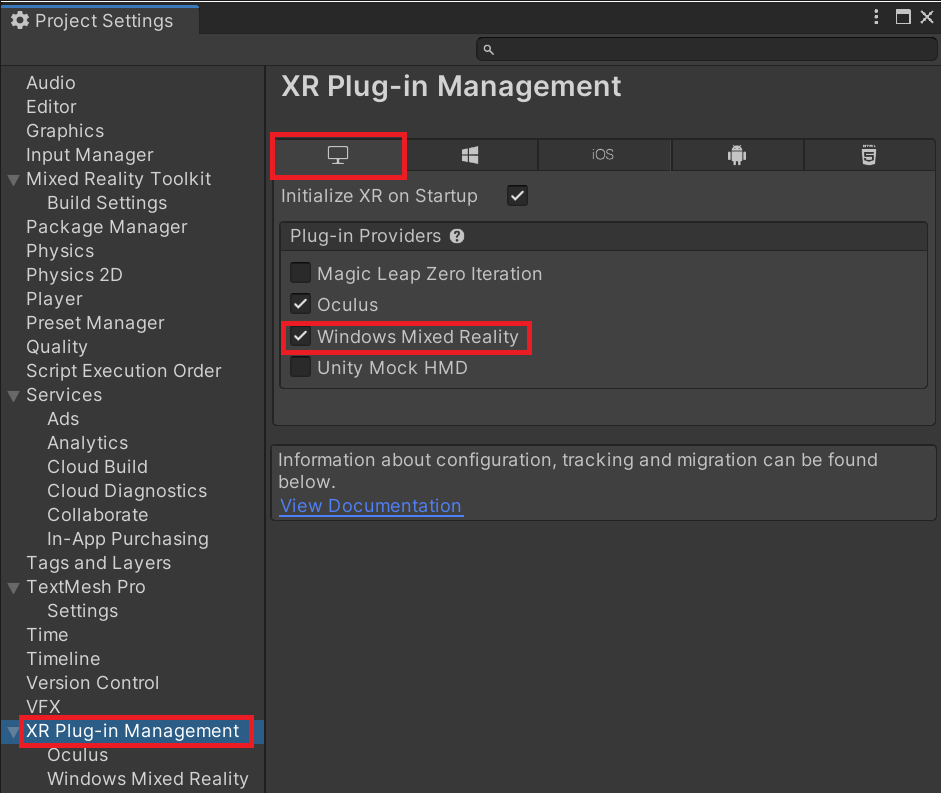 Project Settings
Audio
Editor
Graphics
Input Manager
Mixed Reality Toolkit
Build Settings
Package Manager
Physics
Physics 2D
Player
Preset Manager
Quality
Script Execution Order
Services
Ads
Analytics
Cloud Build
Cloud Diagnostics
Collaborate
In-App Purchasing
Tags and Layers
TextMesh Pro
Settings
Time
Timeline
Version Control
VFX
XR Plug-in Management
Oculus
Windows Mixed Reality
XR Plug-in Management
iOS
HTML
5
Initialize XR on Startup
Plug-in Providers
Magic Leap Zero Iteration
Oculus
Windows Mixed Reality
Unity Mock HMD
Information about configuration, tracking and migration can be found
below.
View Documentation